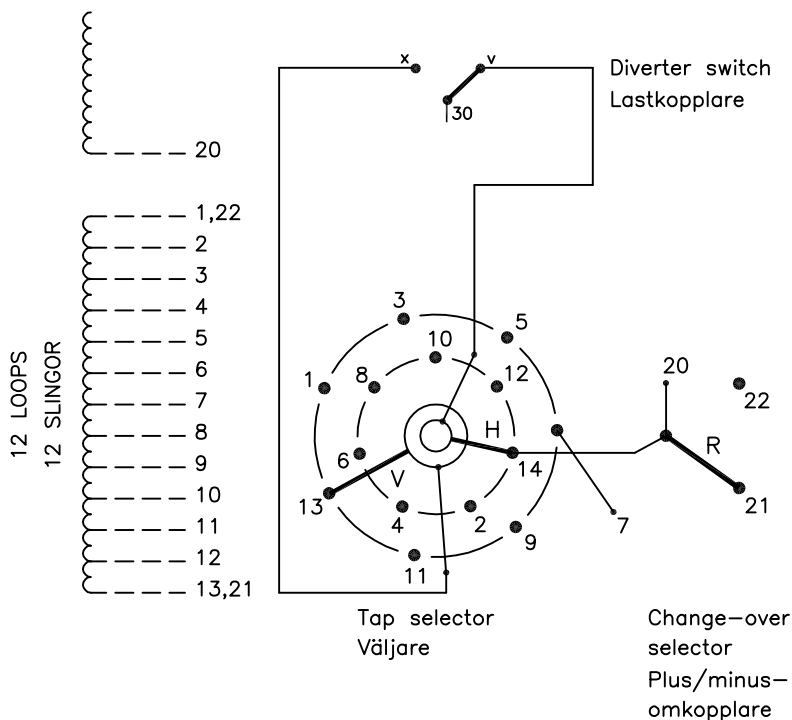 x
v
Diverter switch
30
Lastkopplare
20
1,22
2
3
4
5
6
7
8
9
10
11
12
13,21
12 LOOPS
12 SLINGOR
3
5
10
1
8
12
20
22
H
R
6
14
V
13
21
4
2
9
7
11
Tap selector
Väljare
Change-over
selector
Plus/minus-
omkopplare